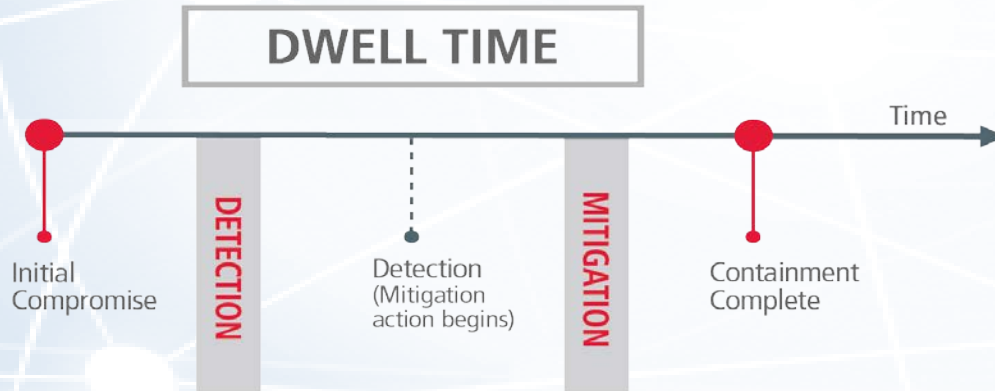 DWELL TIME
Time
DETECTION
MITIGATION
Initial
Compromise
Detection
(Mitigation
action begins)
Containment
Complete